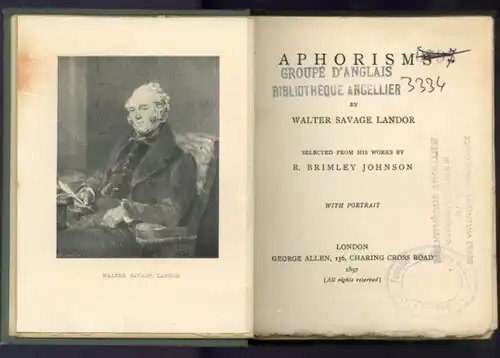 WALTER SAVAGE LANDOR
APHORISMS
GROUPE D'ANGLAIS
BIBLIOTHEQUE ANGELLIER
3334
BY
WALTER SAVAGE LANDOR
SELECTED FROM HIS WORKS BY
R. BRIMLEY JOHNSON
WITH PORTRAIT
LONDON
GEORGE ALLEN, 156, CHARING CROSS ROAD
1897
(All rights reserved)